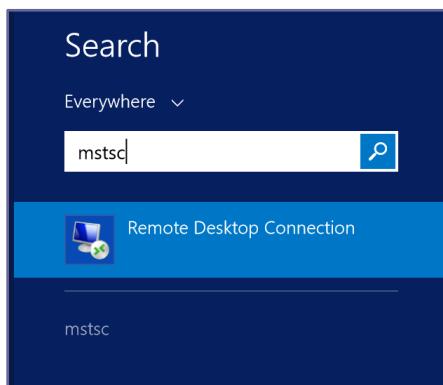 Search
Everywhere
mstsc
Remote Desktop Connection
mstsc